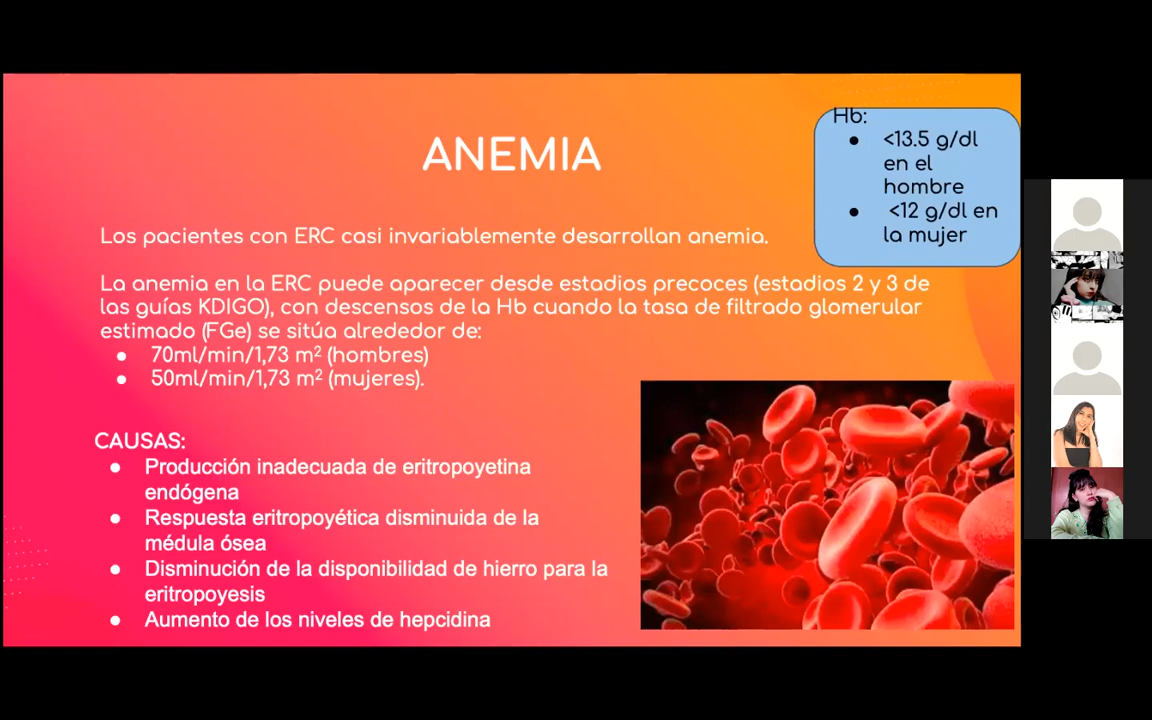 ANEMIA
Hb:
● <13.5 g/dl
en el
hombre
● <12 g/dl en
la mujer
Los pacientes con ERC casi invariablemente desarrollan anemia.
La anemia en la ERC puede aparecer desde estadios precoces (estadios 2 y 3 de
las guías KDIGO), con descensos de la Hb cuando la tasa de filtrado glomerular
estimado (FGe) se sitúa alrededor de:
● 70ml/min/1,73 m² (hombres)
● 50ml/min/1,73 m² (mujeres).
CAUSAS:
● Producción inadecuada de eritropoyetina
endógena
● Respuesta eritropoyética disminuida de la
médula ósea
● Disminución de la disponibilidad de hierro para la
eritropoyesis
● Aumento de los niveles de hepcidina